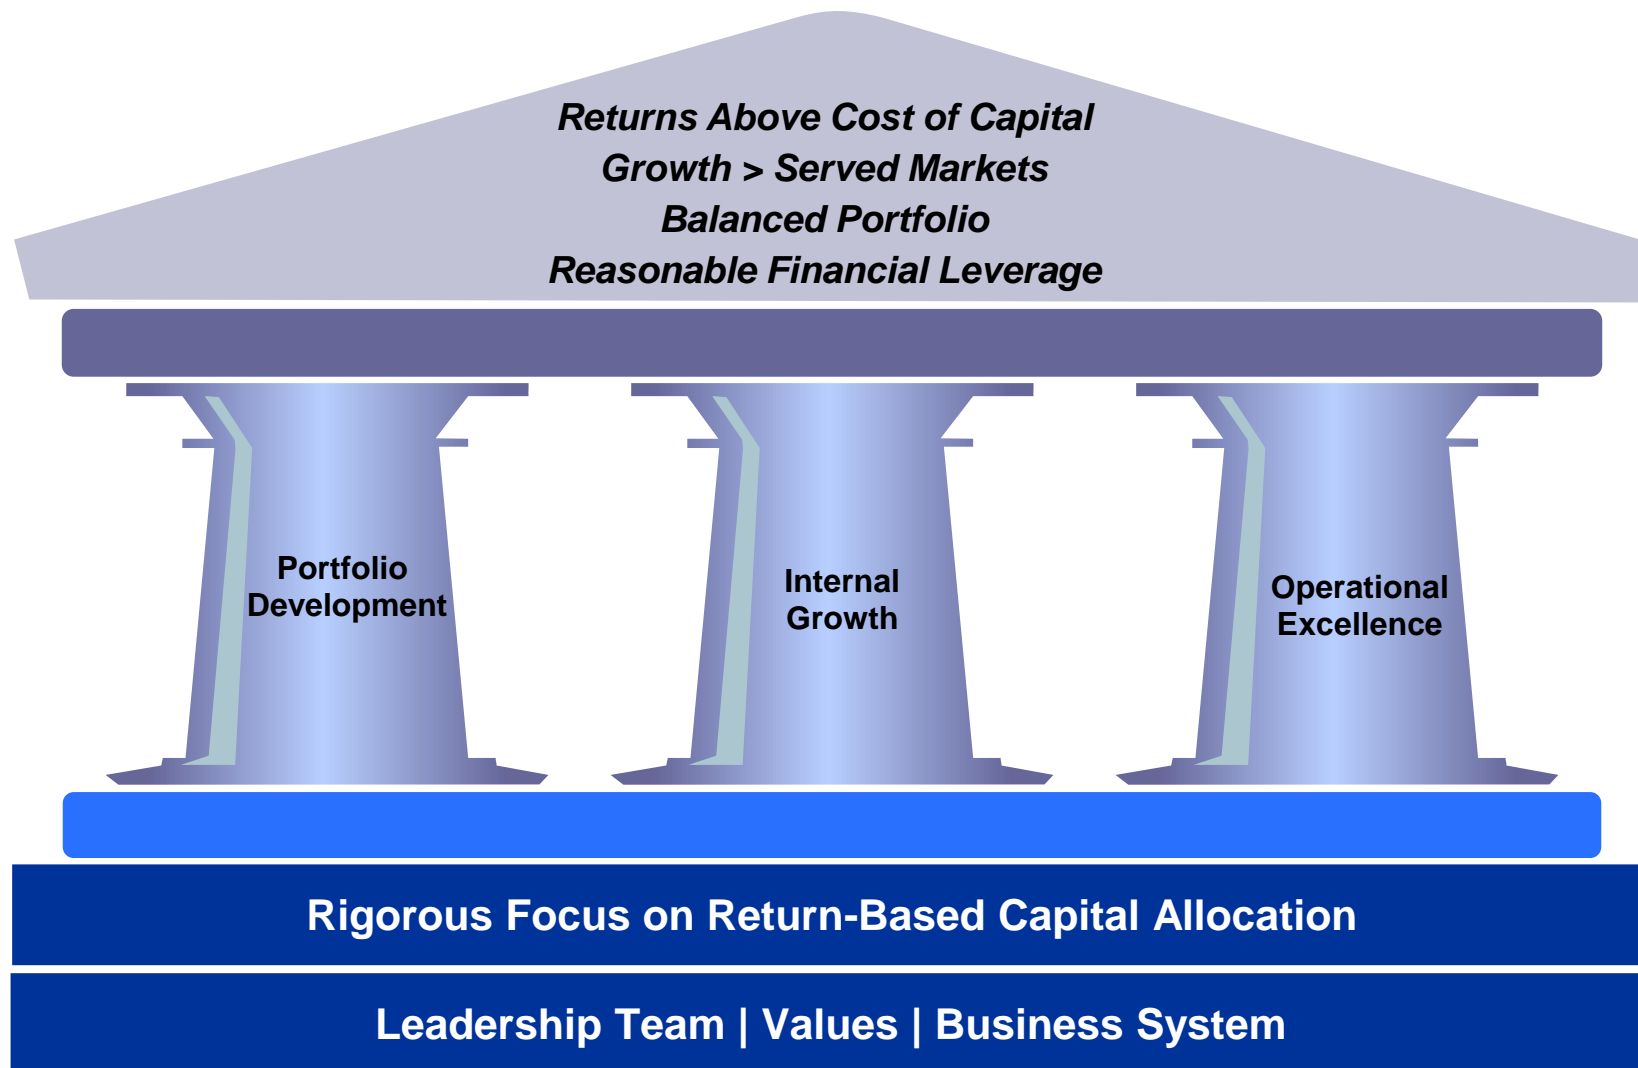 Returns Above Cost of Capital
Growth > Served Markets
Balanced Portfolio
Reasonable Financial Leverage
Portfolio
Development
Internal
Growth
Operational
Excellence
Rigorous Focus on Return-Based Capital Allocation
Leadership Team | Values | Business System